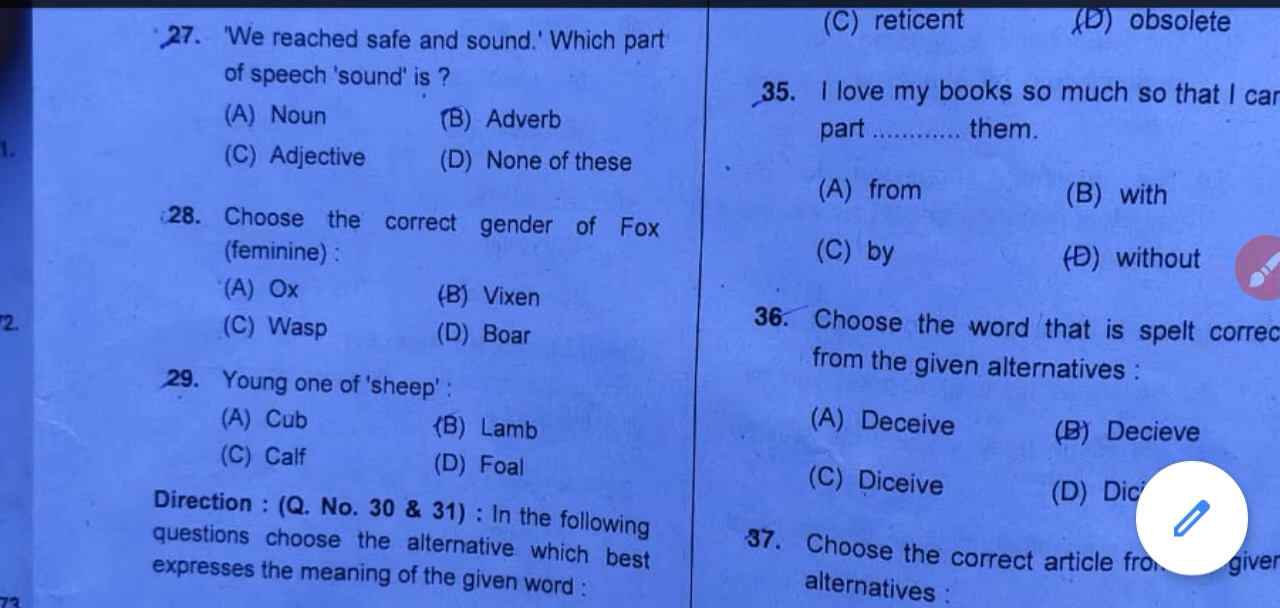 27. 'We reached safe and sound.' Which part
of speech 'sound' is ?
(A) Noun (B) Adverb
(C) Adjective (D) None of these
28. Choose the correct gender of Fox
(feminine) :
(A) Ox (B) Vixen
(C) Wasp (D) Boar
29. Young one of 'sheep' :
(A) Cub (B) Lamb
(C) Calf (D) Foal
Direction : (Q. No. 30 & 31) : In the following
questions choose the alternative which best
expresses the meaning of the given word :
(C) reticent (D) obsolete
35. I love my books so much so that I can
part ............ them.
(A) from (B) with
(C) by (D) without
36. Choose the word that is spelt
from the given alternatives :
(A) Deceive (B) Decieve
(C) Diceive (D)
37. Choose the correct article
alternatives :
1.
2.
73